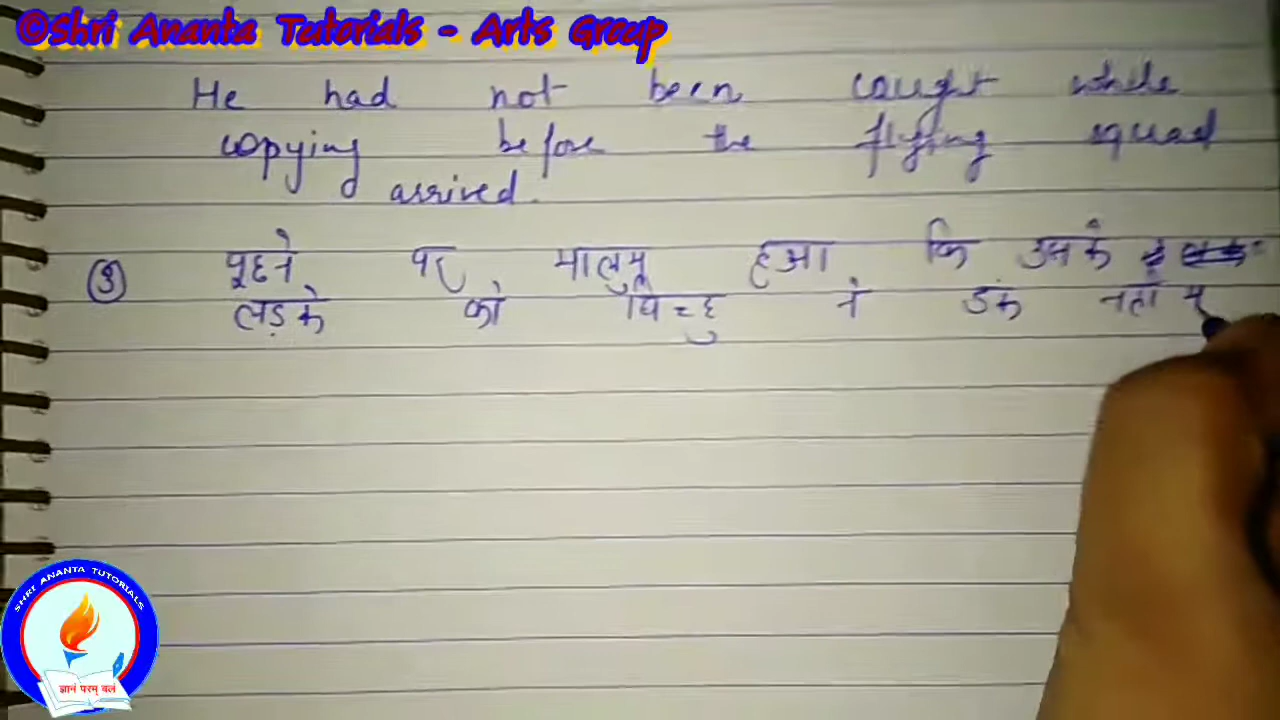 ©Shri Ananta Tutorials - Arts Group
He had not been caught while
copying before the flying squad
arrived.
③ पूछने पर मालुम हुआ कि उसके
लड़के को बिच्छु ने डंक नहीं
SHRI ANANTA TUTORIALS
ज्ञानं परमं बलं